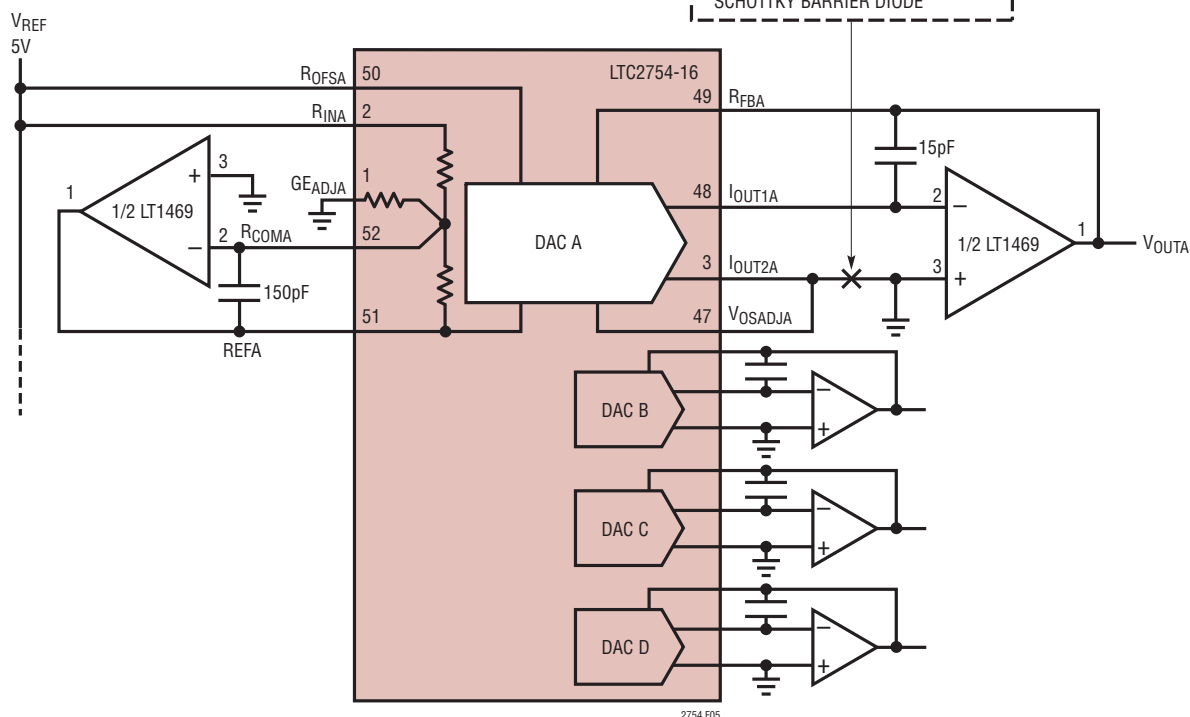 SCHOTTKY BARRIER DIODE
VREF
5V
ROFSA 50
LTC2754-16
49 RFBA
RINA 2
15pF
3
1
GEADJA 1
48 IOUT1A
2
1/2 LT1469
+
−
2 RCOMA 52
DAC A
−
1/2 LT1469
1
VOUTA
3 IOUT2A
3
+
150pF
51
47 VOSADJA
REFA
DAC B
−
+
DAC C
−
+
DAC D
−
+
2754 F05